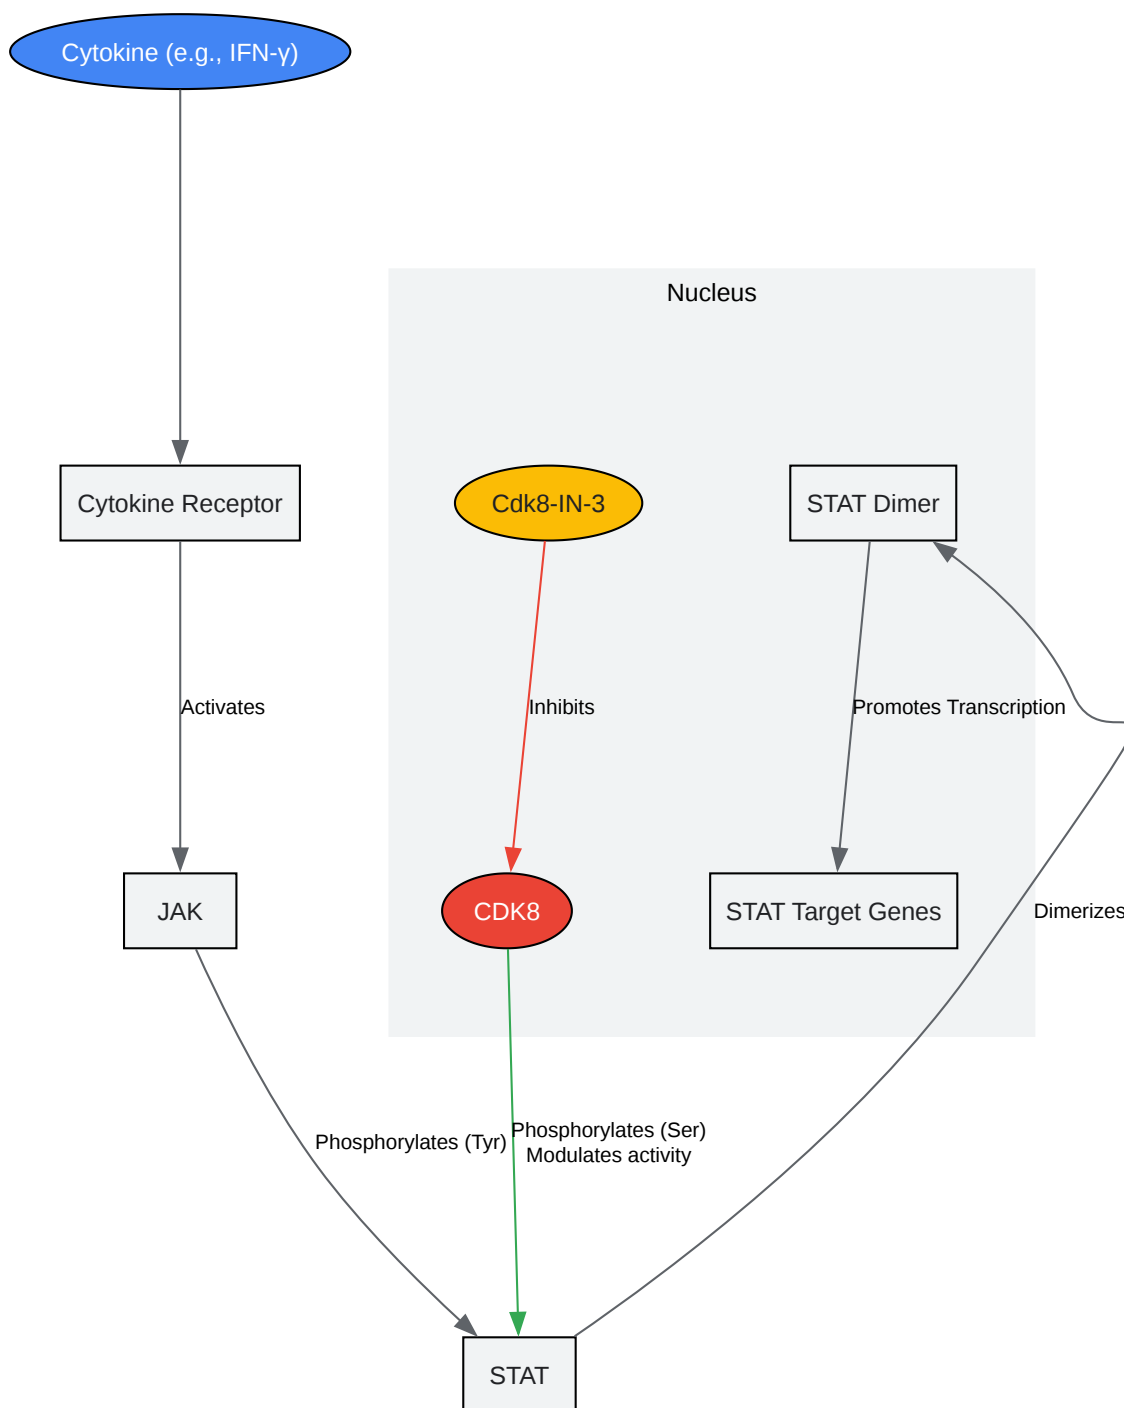 Cytokine (e.g., IFN-γ)
Nucleus
Cytokine Receptor
Cdk8-IN-3
STAT Dimer
Activates
Inhibits
Promotes Transcription
JAK
CDK8
STAT Target Genes
Dimerizes
Phosphorylates (Tyr)
Phosphorylates (Ser)
Modulates activity
STAT